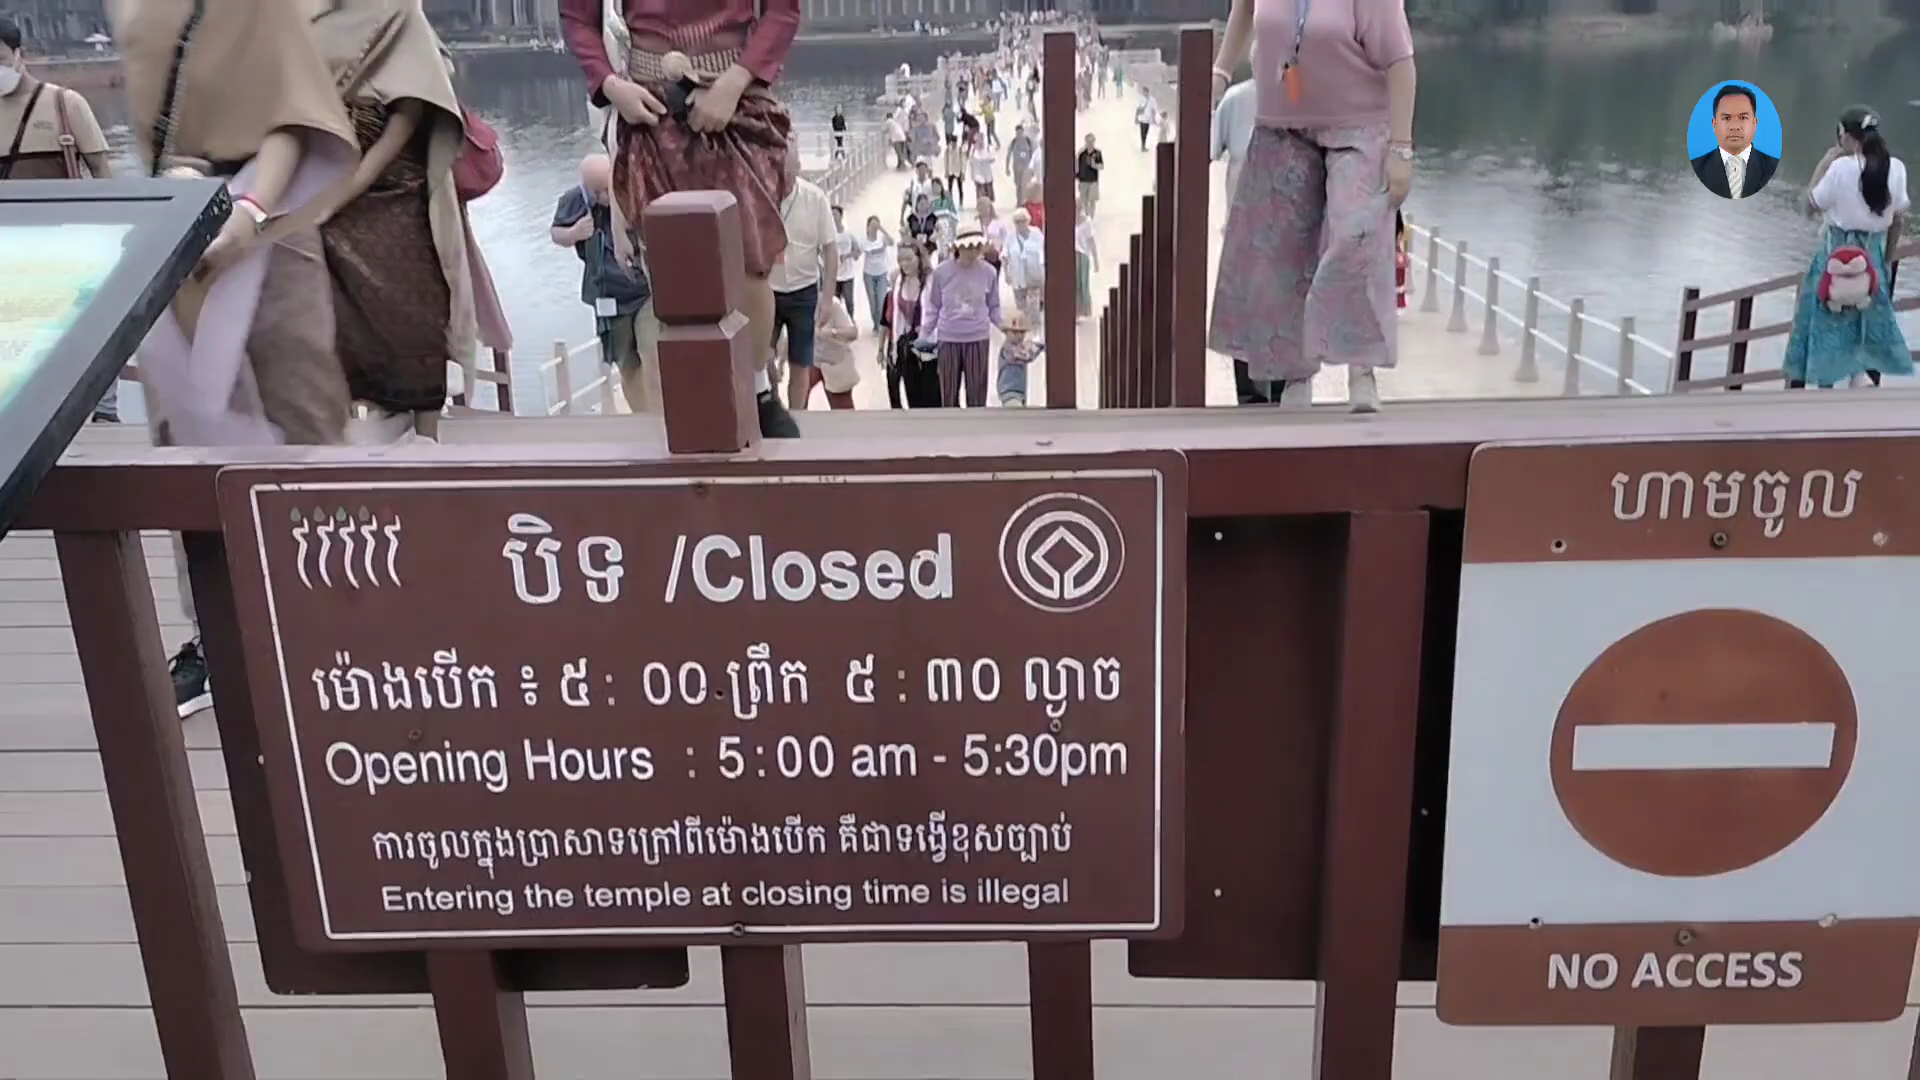 បិទ /Closed
ម៉ោងបើក ៖ ៥ : ០០ ព្រឹក ៥ : ៣០ ល្ងាច
Opening Hours : 5:00 am - 5:30pm
ការចូលក្នុងប្រាសាទក្រៅពីម៉ោងបើក គឺជាទង្វើខុសច្បាប់
Entering the temple at closing time is illegal
ហាមចូល
NO ACCESS